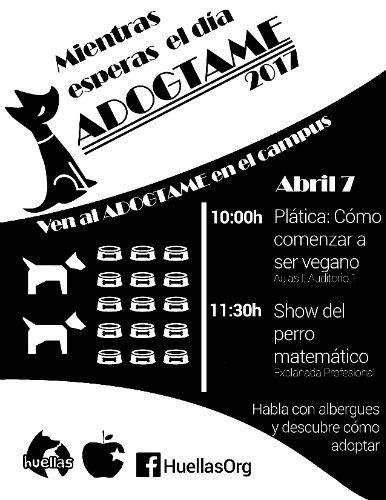 Mientras
esperas el día
ADOGTAME
2017
Ven al ADOGTAME en el campus
Abril 7
10:00h Plática: Cómo
comenzar a
ser vegano
Aulas I, Auditorio 1
11:30h Show del
perro
matemático
Explanada Profesional
Habla con albergues
y descubre cómo
adoptar
huellas
HuellasOrg